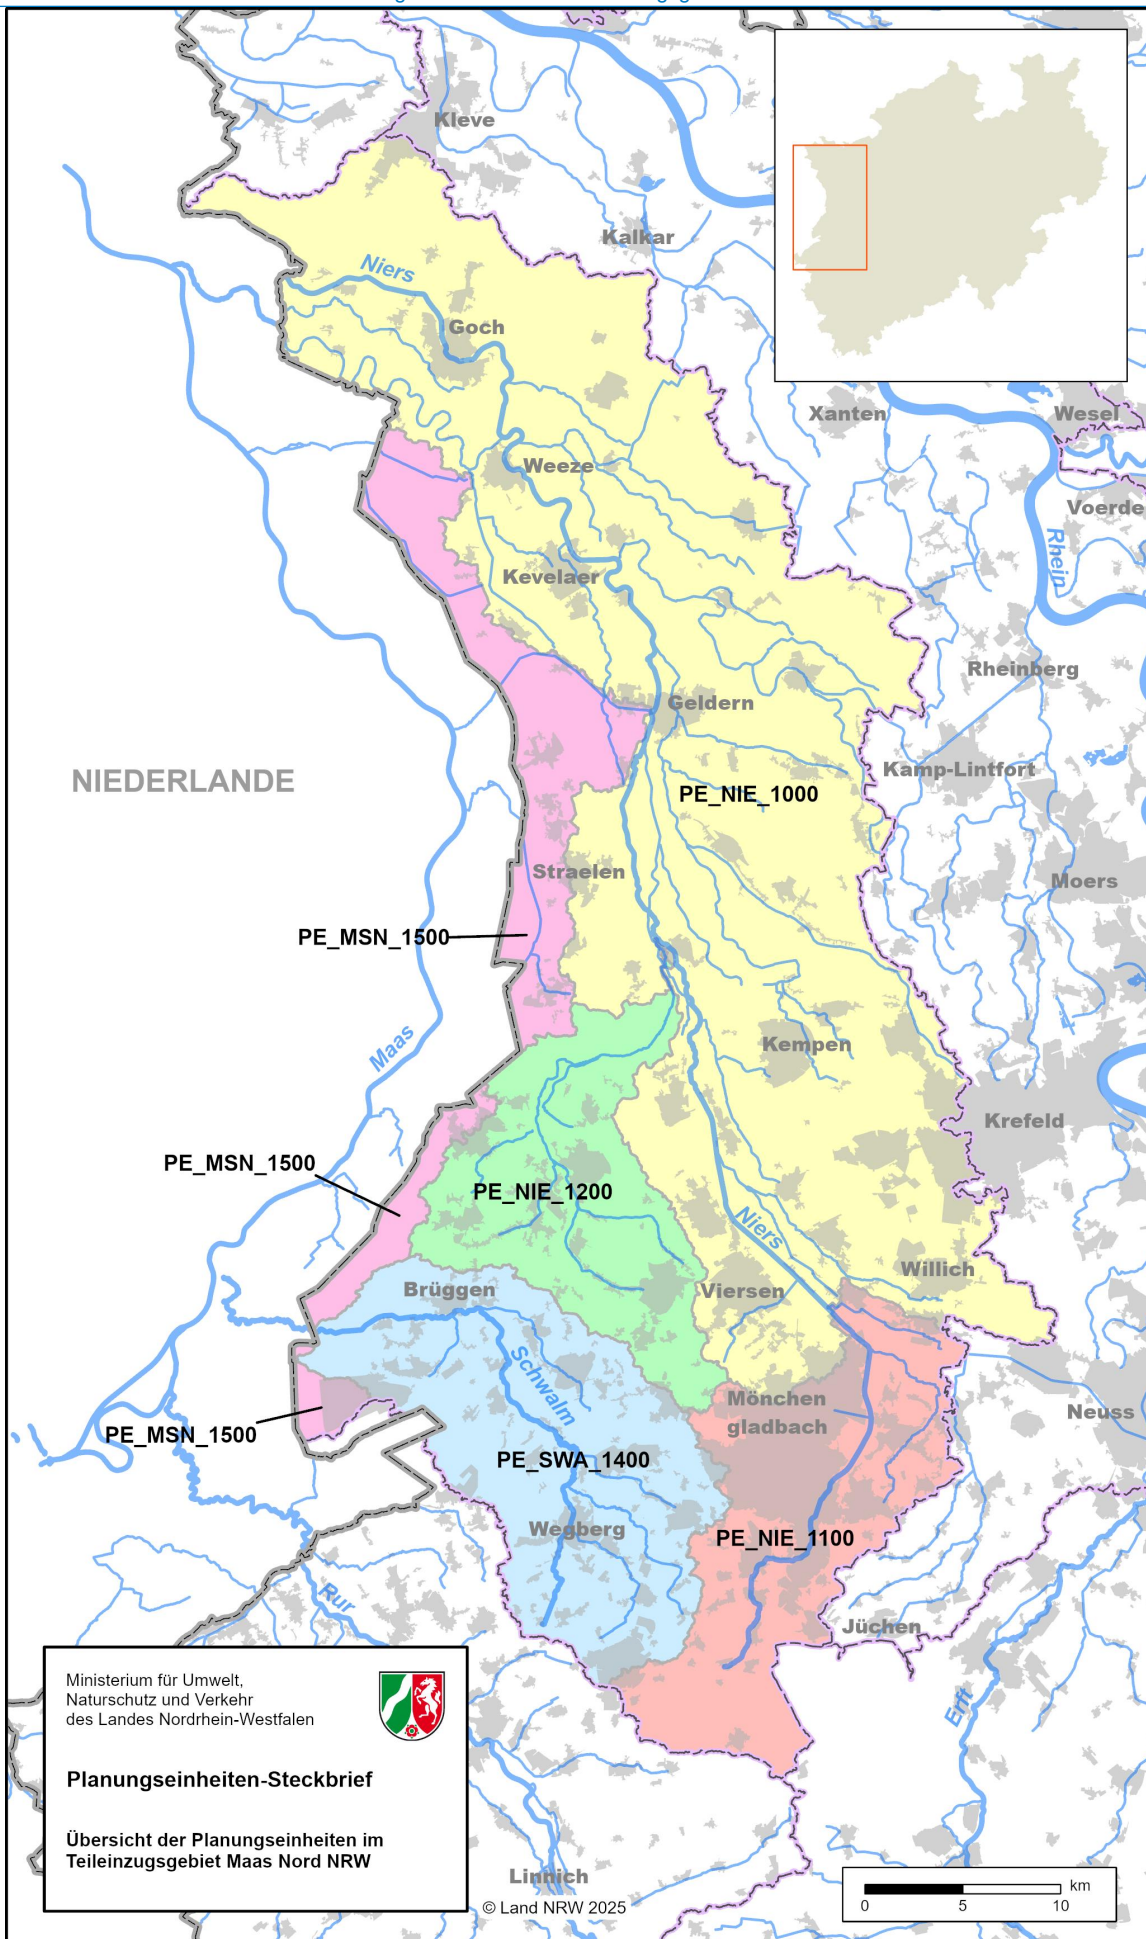 Kleve
Kalkar
Niers
Goch
Xanten
Wesel
Weeze
Voerde
Rhein
Kevelaer
Rheinberg
Geldern
Kamp-Lintfort
NIEDERLANDE
PE_NIE_1000
Straelen
Moers
PE_MSN_1500
Maas
Kempen
Krefeld
PE_MSN_1500
PE_NIE_1200
Niers
Willich
Brüggen
Viersen
Schwalm
Mönchen
gladbach
Neuss
PE_MSN_1500
PE_SWA_1400
Wegberg
PE_NIE_1100
Rur
Jüchen
Erft
Ministerium für Umwelt,
Naturschutz und Verkehr
des Landes Nordrhein-Westfalen
Planungseinheiten-Steckbrief
Übersicht der Planungseinheiten im
Teileinzugsgebiet Maas Nord NRW
Linnich
© Land NRW 2025
km
0 5 10